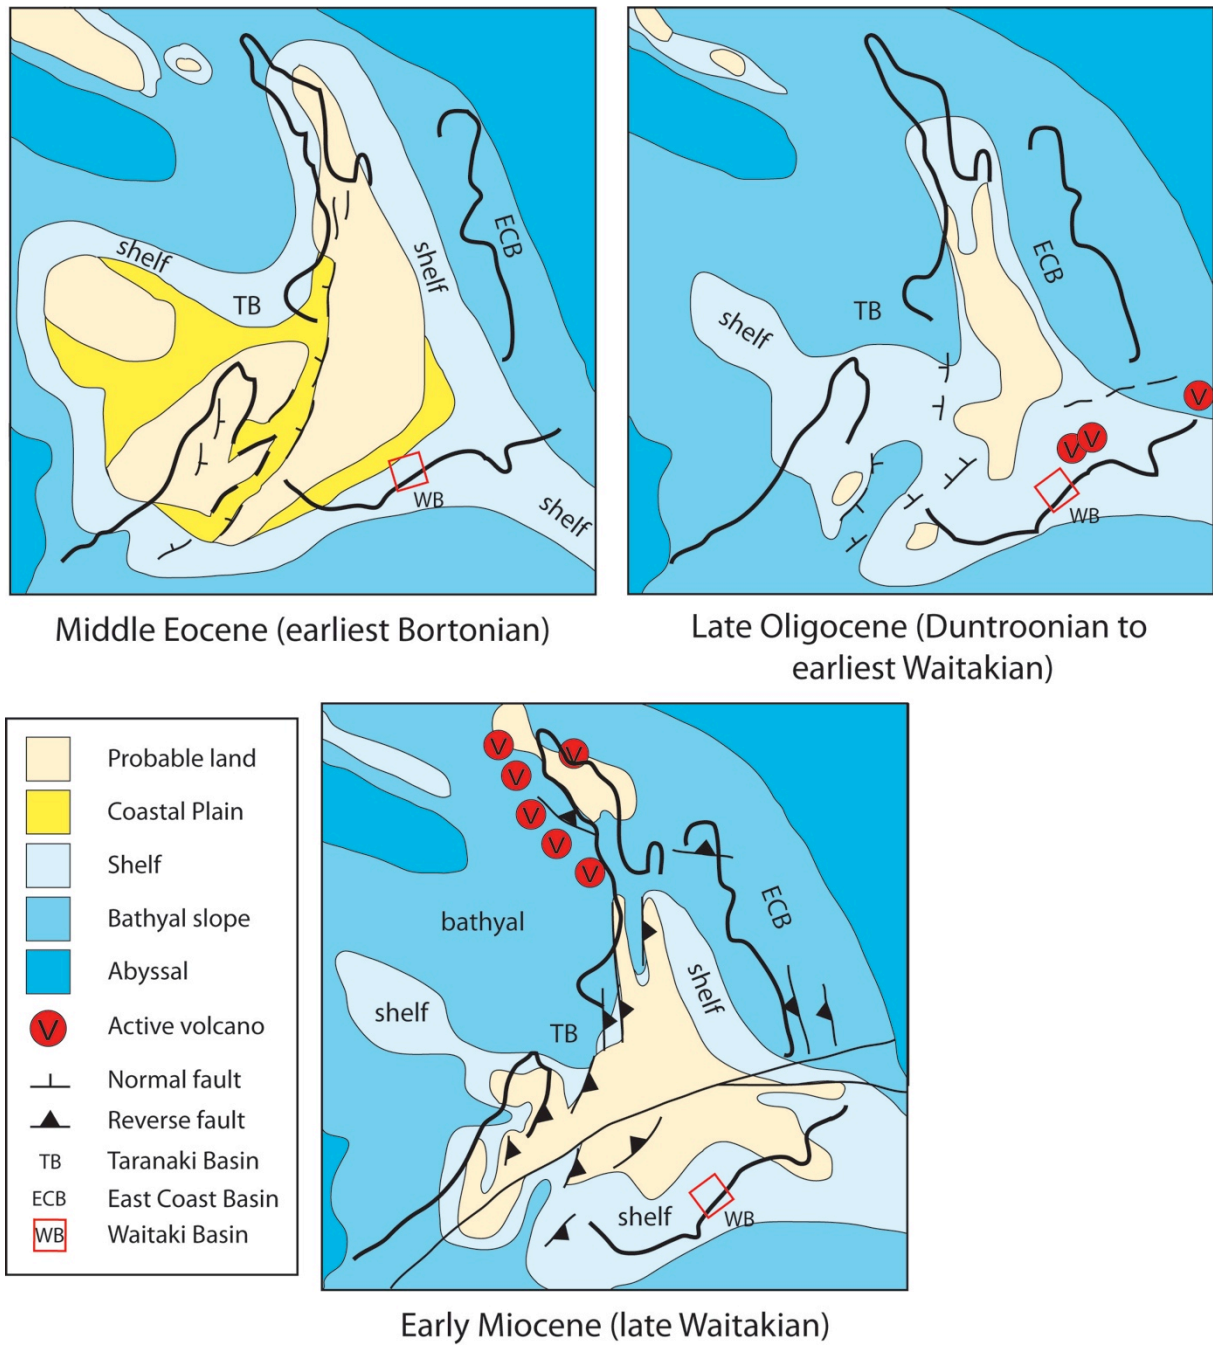 shelf
TB
shelf
ECB
WB
shelf
Middle Eocene (earliest Bortonian)
shelf
TB
ECB
V
V V
WB
Late Oligocene (Duntroonian to
earliest Waitakian)
Probable land
Coastal Plain
Shelf
Bathyal slope
Abyssal
V Active volcano
Normal fault
Reverse fault
TB Taranaki Basin
ECB East Coast Basin
WB Waitaki Basin
V
V
V
V
V
V
bathyal
ECB
shelf
shelf
TB
shelf
WB
Early Miocene (late Waitakian)